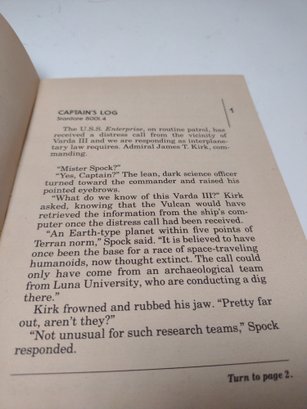 CAPTAIN'S LOG
Stardate 8001.4
1
The U.S.S. Enterprise, on routine patrol, has
received a distress call from the vicinity of
Varda III and we are responding as interplane-
tary law requires. Admiral James T. Kirk, com-
manding.
"Mister Spock?"
"Yes, Captain?" The lean, dark science officer
turned toward the commander and raised his
pointed eyebrows.
"What do we know of this Varda III?" Kirk
asked, knowing that the Vulcan would have
retrieved the information from the ship's com-
puter once the distress call had been received.
"An Earth-type planet within five points of
Terran norm," Spock said. "It is believed to have
once been the base for a race of space-traveling
humanoids, now thought extinct. The call could
only have come from an archaeological team
from Luna University, who are conducting a dig
there."
Kirk frowned and rubbed his jaw. "Pretty far
out, aren't they?"
"Not unusual for such research teams," Spock
responded.
Turn to page 2.